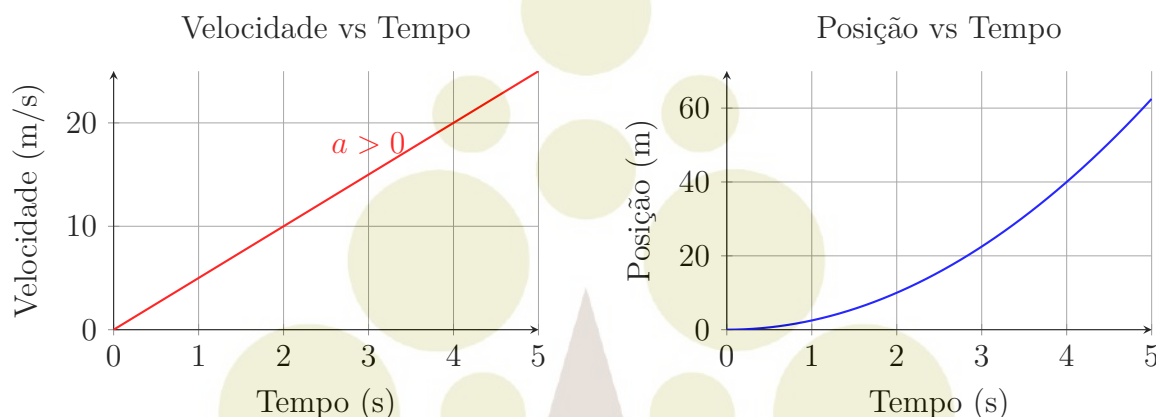 Velocidade vs Tempo
Velocidade (m/s)
20
10
0
a > 0
0 1 2 3 4 5
Tempo (s)
Posição vs Tempo
Posição (m)
60
40
20
0
0 1 2 3 4 5
Tempo (s)